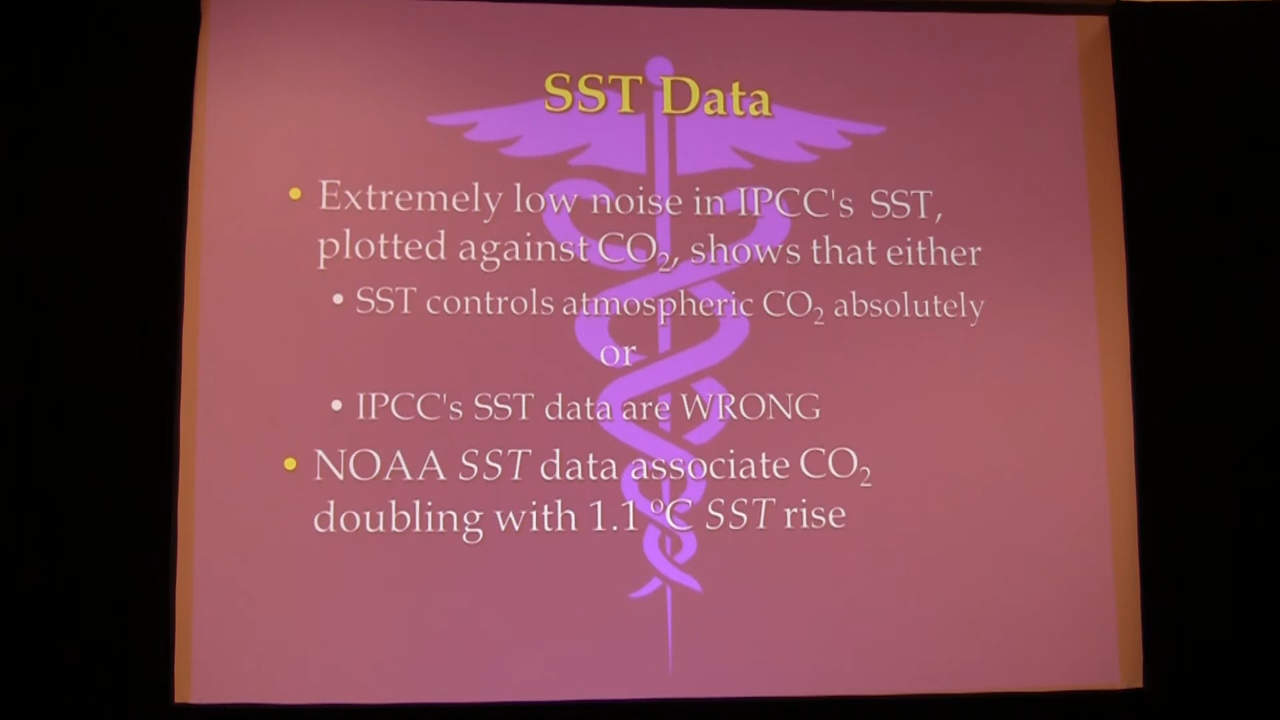 SST Data
• Extremely low noise in IPCC's SST,
plotted against CO₂, shows that either
• SST controls atmospheric CO₂ absolutely
or
• IPCC's SST data are WRONG
• NOAA SST data associate CO₂
doubling with 1.1 ºC SST rise